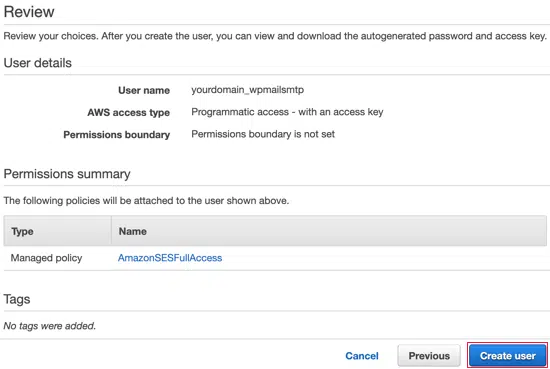 Review
Review your choices. After you create the user, you can view and download the autogenerated password and access key.
User details
User name yourdomain_wpmailsmtp
AWS access type Programmatic access - with an access key
Permissions boundary Permissions boundary is not set
Permissions summary
The following policies will be attached to the user shown above.
Type Name
Managed policy AmazonSESFullAccess
Tags
No tags were added.
Cancel Previous Create user